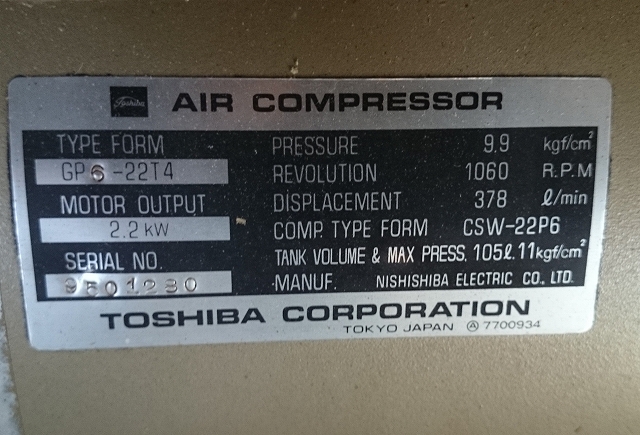 Toshiba AIR COMPRESSOR
TYPE FORM
GP6-22T4
MOTOR OUTPUT
2.2kW
SERIAL NO.
9501230
PRESSURE 9.9 kgf/cm²
REVOLUTION 1060 R.P.M
DISPLACEMENT 378 ℓ/min
COMP. TYPE FORM CSW-22P6
TANK VOLUME & MAX PRESS. 105ℓ. 11kgf/cm²
MANUF. NISHISHIBA ELECTRIC CO., LTD.
TOSHIBA CORPORATION
TOKYO JAPAN Ⓐ 7700934